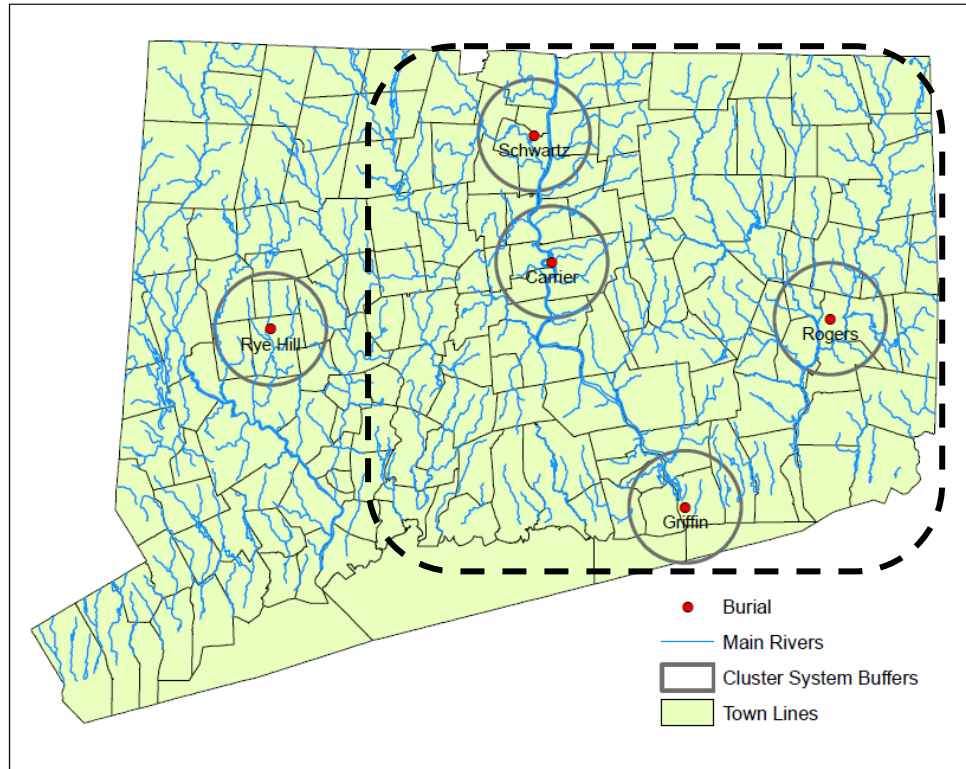 Schwartz
Carrier
Rye Hill
Rogers
Griffin
Burial
Main Rivers
Cluster System Buffers
Town Lines